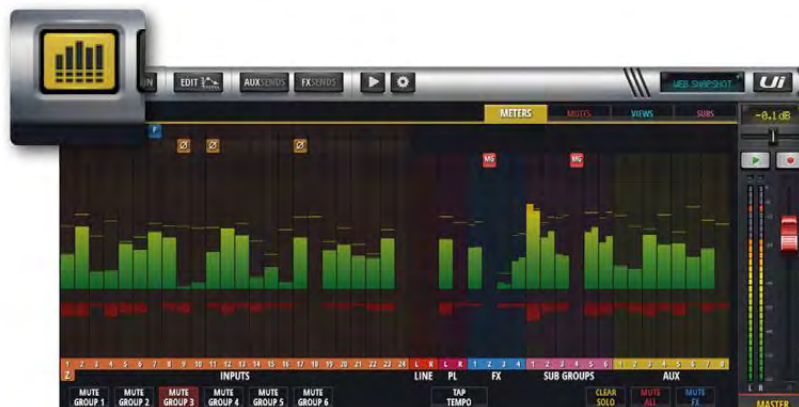 EDIT AUX SENDS FX SENDS WEB SNAPSHOT Ui
METERS MUTES VIEWS SUBS -0.1 dB
P
Ø Ø Ø
MG MG
1 2 3 4 5 6 7 8 9 10 11 12 13 14 15 16 17 18 19 20 21 22 23 24 L R L R 1 2 3 4 1 2 3 4 5 6 1 2 3 4 5 6 7 8
Z INPUTS LINE PL FX SUB GROUPS AUX
MUTE GROUP 1
MUTE GROUP 2
MUTE GROUP 3
MUTE GROUP 4
MUTE GROUP 5
MUTE GROUP 6
TAP TEMPO
CLEAR SOLO
MUTE ALL
MUTE FX
MASTER